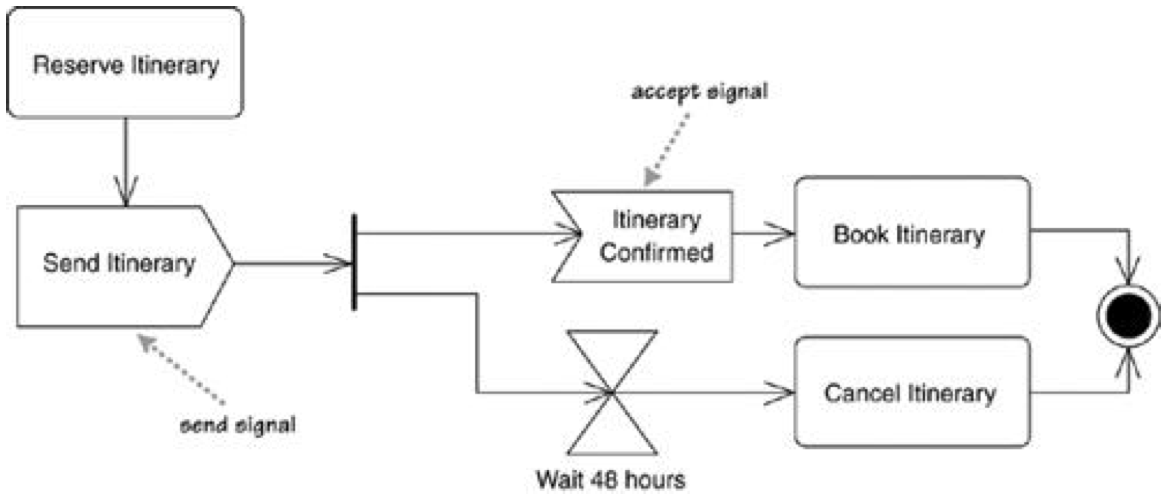 Reserve Itinerary
accept signal
Itinerary
Confirmed
Book Itinerary
Send Itinerary
Cancel Itinerary
send signal
Wait 48 hours